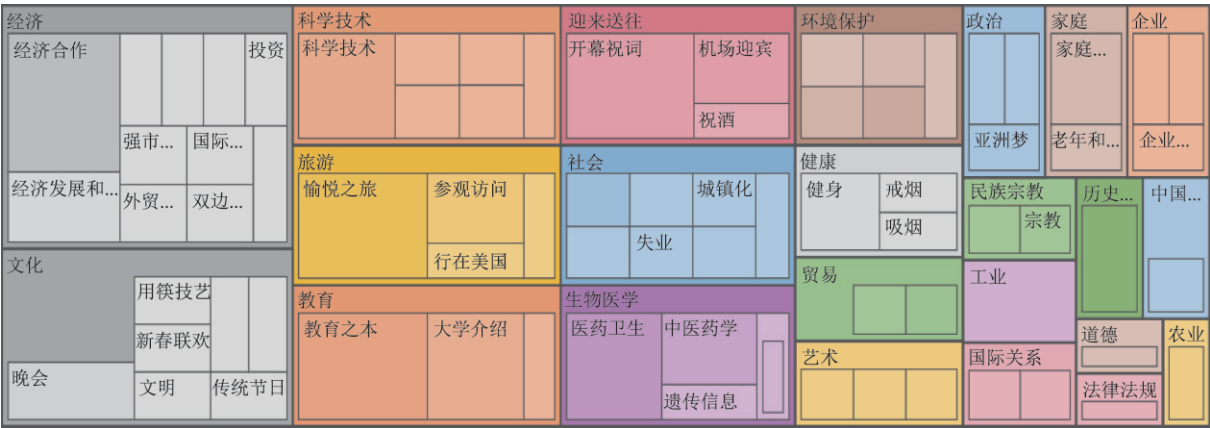 经济
经济合作
投资
强市...
国际...
经济发展和...
外贸...
双边...
文化
用筷技艺
新春联欢
晚会
文明
传统节日
科学技术
科学技术
旅游
愉悦之旅
参观访问
行在美国
教育
教育之本
大学介绍
迎来送往
开幕祝词
机场迎宾
祝酒
社会
城镇化
失业
生物医学
医药卫生
中医药学
遗传信息
环境保护
健康
健身
戒烟
吸烟
贸易
艺术
政治
亚洲梦
家庭
家庭...
老年和...
企业
企业...
民族宗教
宗教
历史...
中国...
工业
国际关系
道德
农业
法律法规